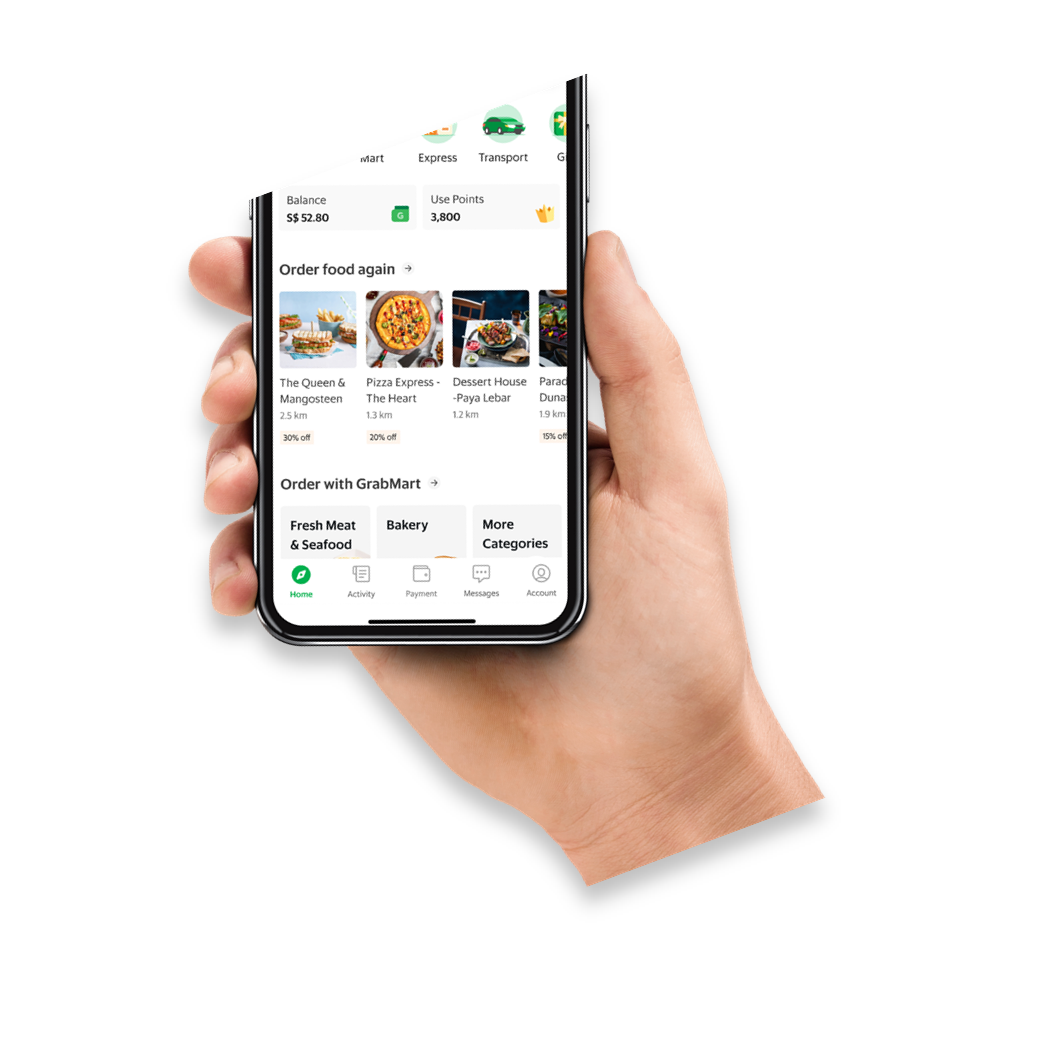 Mart
Express
Transport
Balance
S$ 52.80
G
Use Points
3,800
Order food again
The Queen &
Mangosteen
2.5 km
30% off
Pizza Express -
The Heart
1.3 km
20% off
Dessert House
-Paya Lebar
1.2 km
Parad
Duna
1.9 km
15% off
Order with GrabMart
Fresh Meat
& Seafood
Bakery
More
Categories
Home
Activity
Payment
Messages
Account